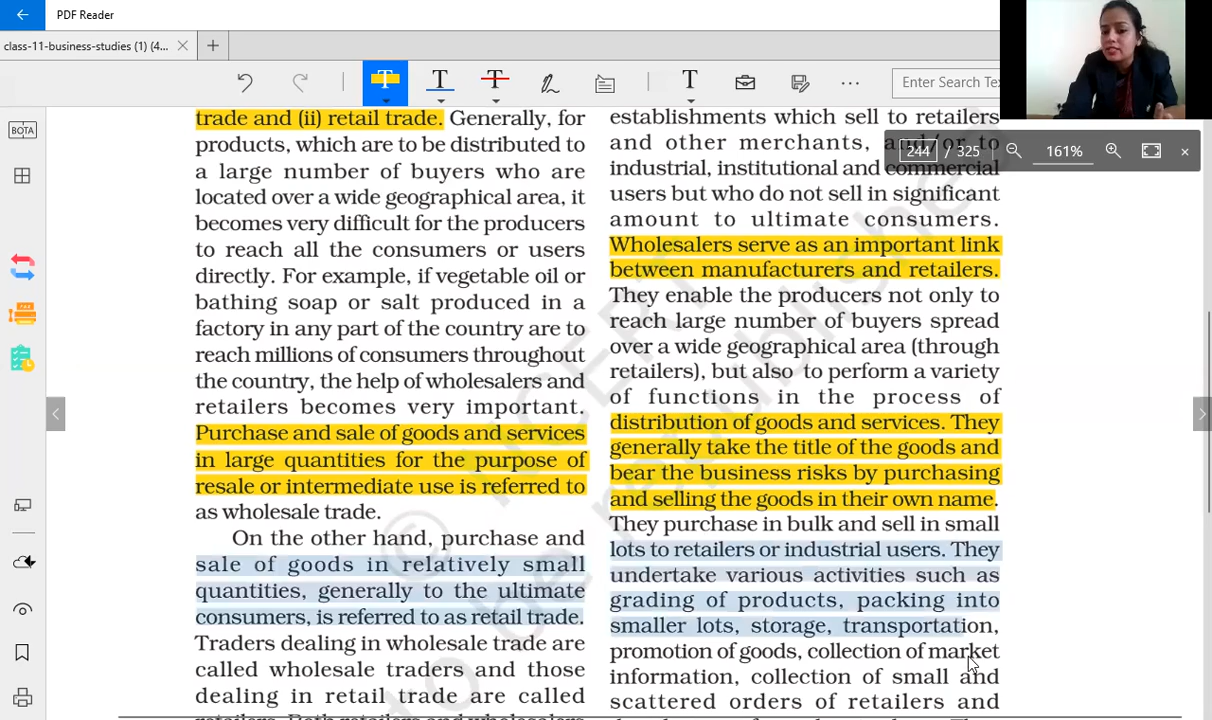 PDF Reader
class-11-business-studies (1) (4...
Enter Search Te
244 / 325
161%
BOTA
trade and (ii) retail trade. Generally, for
products, which are to be distributed to
a large number of buyers who are
located over a wide geographical area, it
becomes very difficult for the producers
to reach all the consumers or users
directly. For example, if vegetable oil or
bathing soap or salt produced in a
factory in any part of the country are to
reach millions of consumers throughout
the country, the help of wholesalers and
retailers becomes very important.
Purchase and sale of goods and services
in large quantities for the purpose of
resale or intermediate use is referred to
as wholesale trade.
On the other hand, purchase and
sale of goods in relatively small
quantities, generally to the ultimate
consumers, is referred to as retail trade.
Traders dealing in wholesale trade are
called wholesale traders and those
dealing in retail trade are called
retailers. Both retailers and wholesalers
establishments which sell to retailers
and other merchants, and/or to
industrial, institutional and commercial
users but who do not sell in significant
amount to ultimate consumers.
Wholesalers serve as an important link
between manufacturers and retailers.
They enable the producers not only to
reach large number of buyers spread
over a wide geographical area (through
retailers), but also to perform a variety
of functions in the process of
distribution of goods and services. They
generally take the title of the goods and
bear the business risks by purchasing
and selling the goods in their own name.
They purchase in bulk and sell in small
lots to retailers or industrial users. They
undertake various activities such as
grading of products, packing into
smaller lots, storage, transportation,
promotion of goods, collection of market
information, collection of small and
scattered orders of retailers and